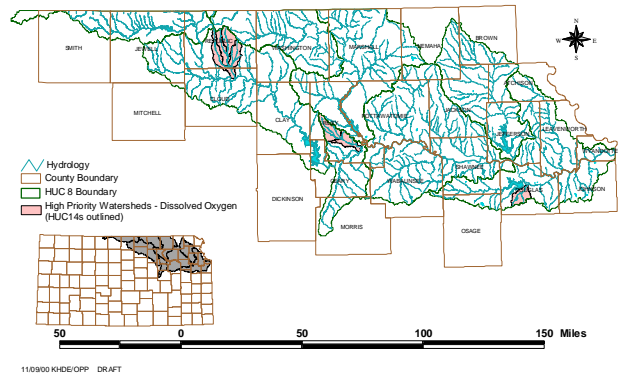 N
W E
S
BROWN
SMITH
JEWELL
REPUBLIC
WASHINGTON
MARSHALL
NEMAHA
ATCHISON
MITCHELL
CLOUD
CLAY
RILEY
POTTAWATOMIE
JACKSON
JEFFERSON
LEAVENWORTH
WYANDOTTE
SHAWNEE
GEARY
WABAUNSEE
DOUGLAS
JOHNSON
DICKINSON
MORRIS
OSAGE
Hydrology
County Boundary
HUC 8 Boundary
High Priority Watersheds - Dissolved Oxygen
(HUC14s outlined)
50 0 50 100 150 Miles
11/09/00 KHDE/OPP DRAFT